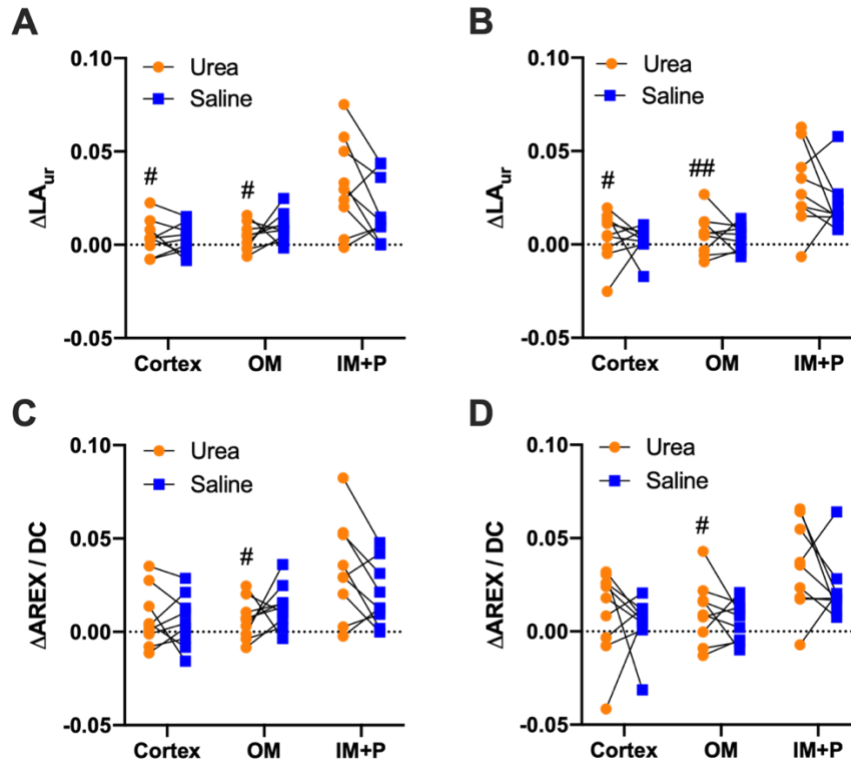 A
ΔLAur
0.10
0.05
0.00
-0.05
Urea
Saline
#
#
Cortex OM IM+P
B
ΔLAur
0.10
0.05
0.00
-0.05
Urea
Saline
#
##
Cortex OM IM+P
C
ΔAREX / DC
0.10
0.05
0.00
-0.05
Urea
Saline
#
Cortex OM IM+P
D
ΔAREX / DC
0.10
0.05
0.00
-0.05
Urea
Saline
#
Cortex OM IM+P